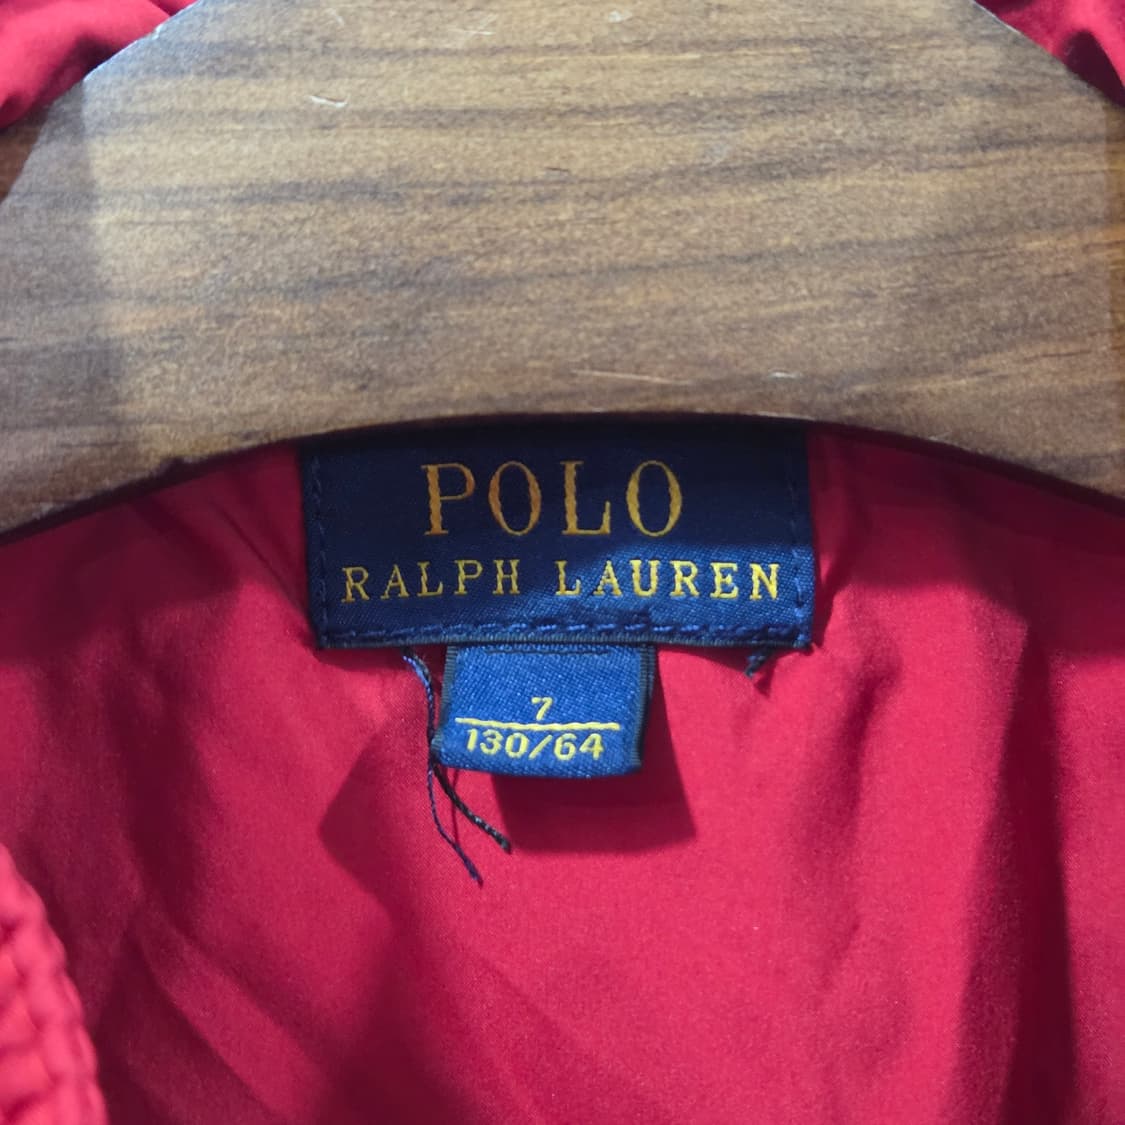 POLO
RALPH LAUREN
7
130/64